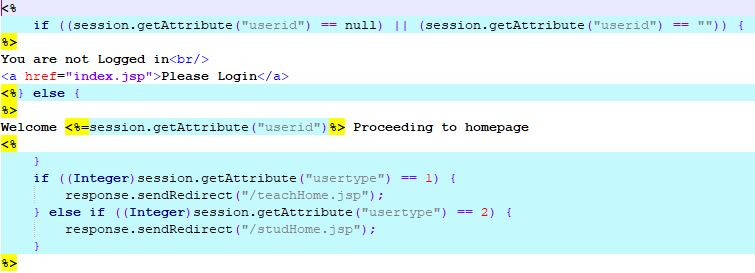 <%
    if ((session.getAttribute("userid") == null) || (session.getAttribute("userid") == "")) {
%>
You are not Logged in<br/>
<a href="index.jsp">Please Login</a>
<%} else {
%>
Welcome <%=session.getAttribute("userid")%> Proceeding to homepage
<%
    }
    if ((Integer)session.getAttribute("usertype") == 1) {
        response.sendRedirect("/teachHome.jsp");
    } else if ((Integer)session.getAttribute("usertype") == 2) {
        response.sendRedirect("/studHome.jsp");
    }
%>